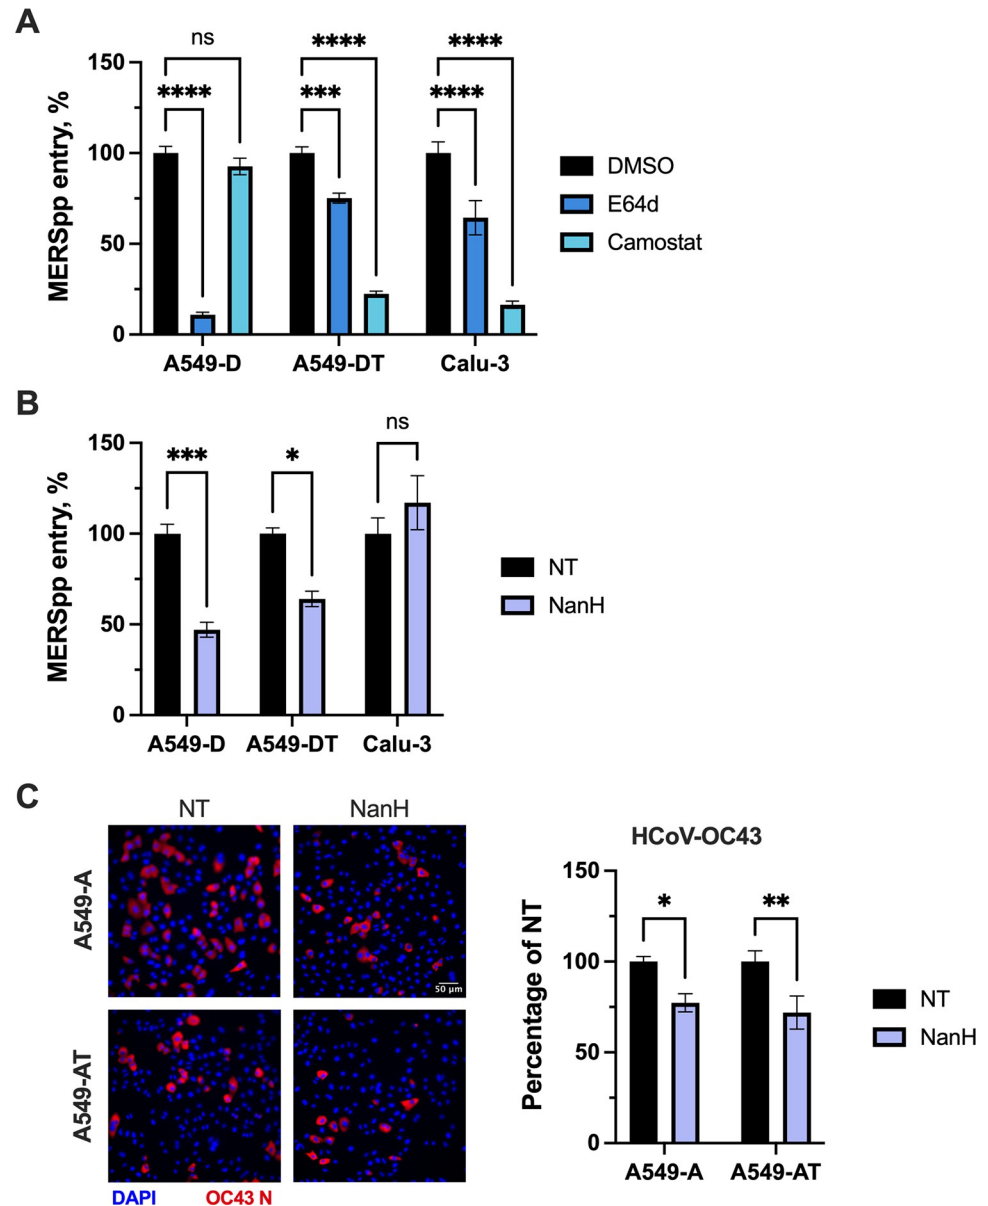 A
ns
****
****
****
***
****
MERSpp entry, %
150
100
50
0
A549-D
A549-DT
Calu-3
DMSO
E64d
Camostat
B
ns
***
*
MERSpp entry, %
150
100
50
0
A549-D
A549-DT
Calu-3
NT
NanH
C
NT
NanH
A549-A
50 µm
A549-AT
DAPI
OC43 N
HCoV-OC43
*
**
Percentage of NT
150
100
50
0
A549-A
A549-AT
NT
NanH